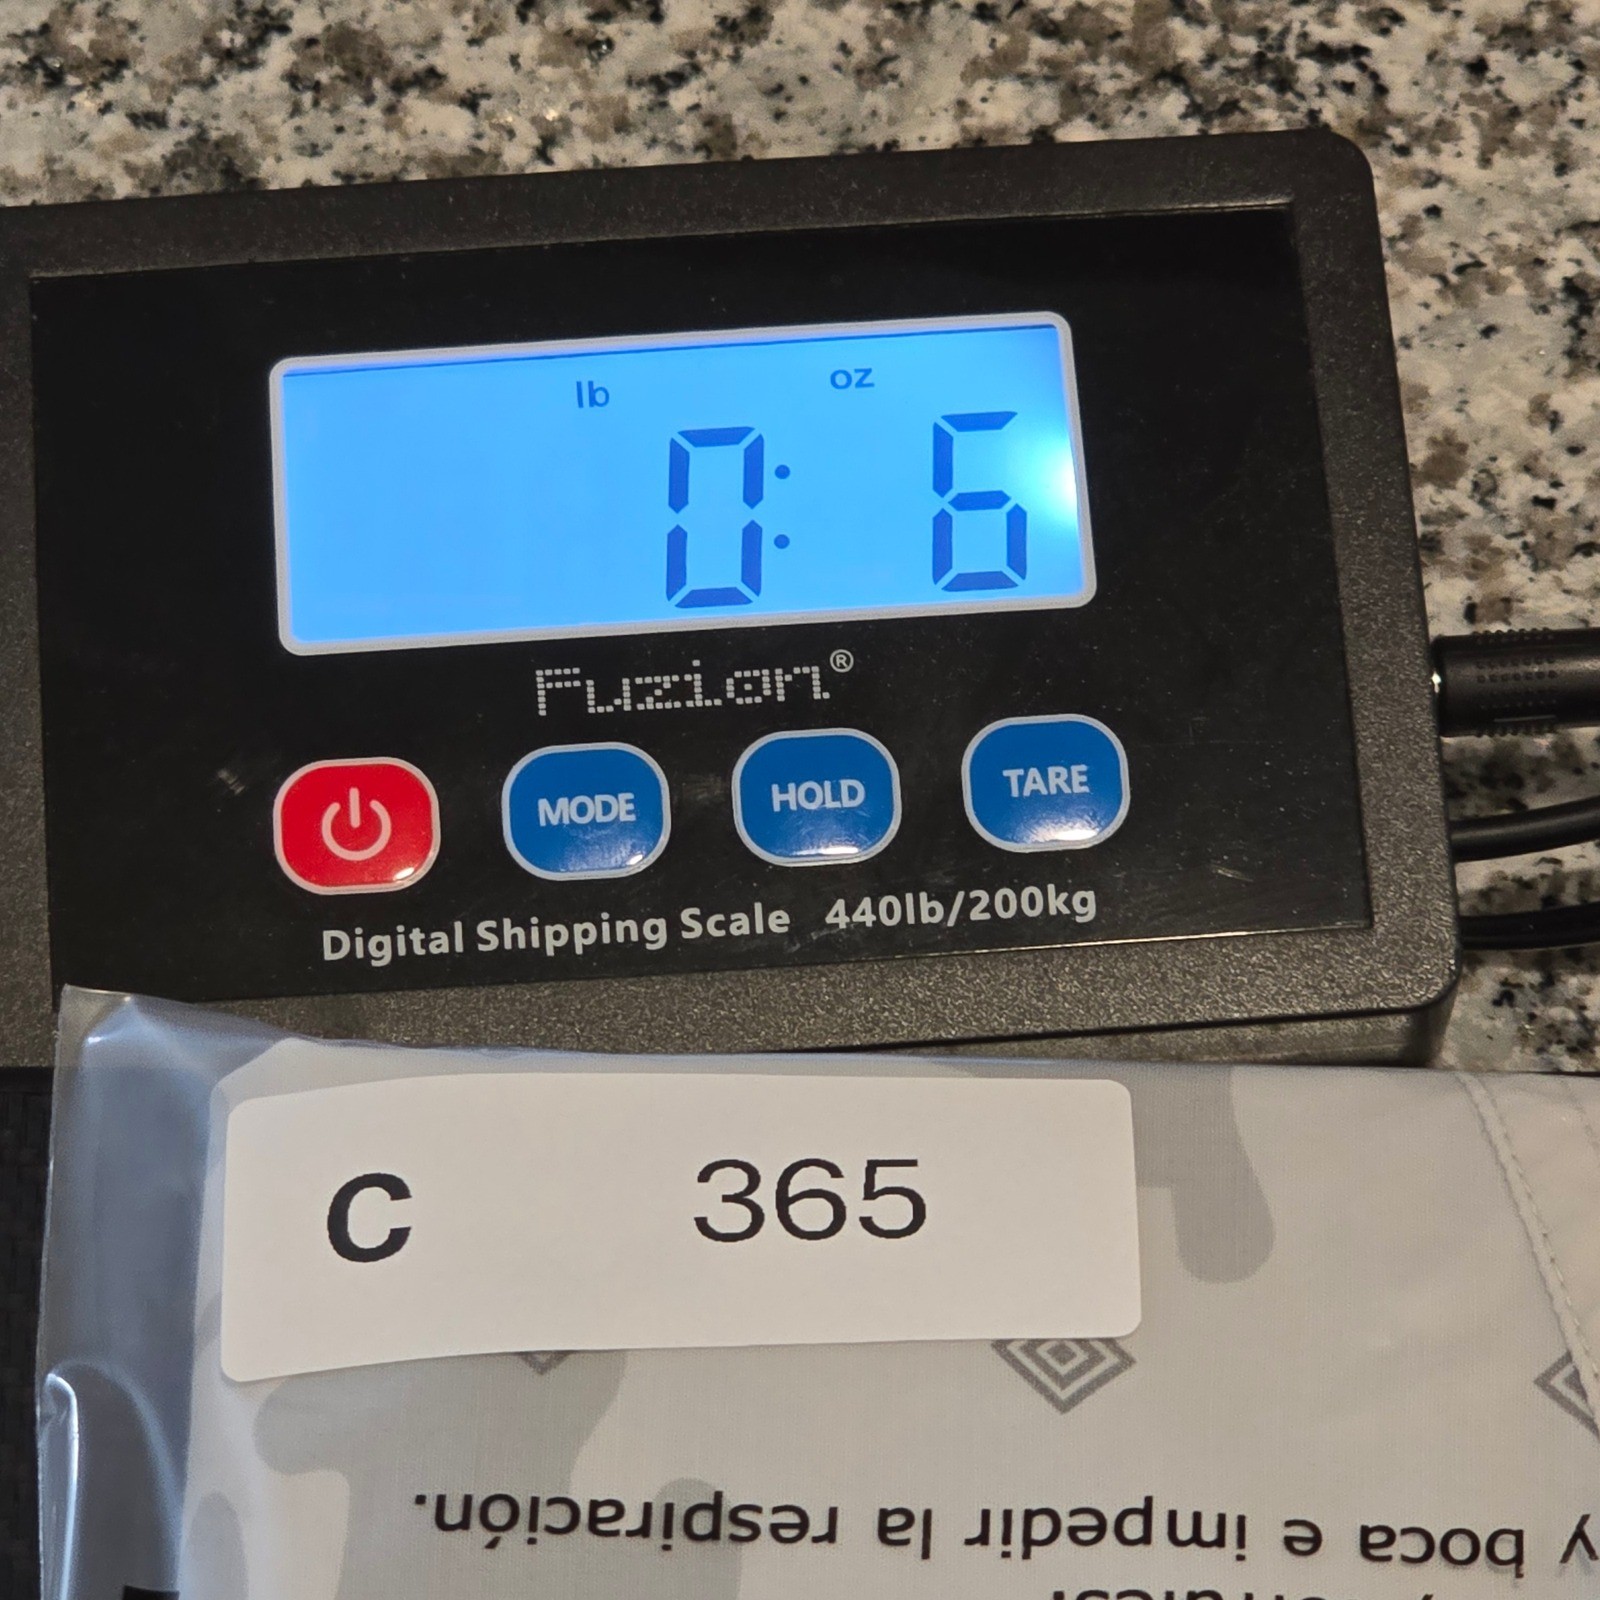 lb oz
0: 6
Fuzion®
MODE HOLD TARE
Digital Shipping Scale 440lb/200kg
C 365
y boca e impedir la respiración.